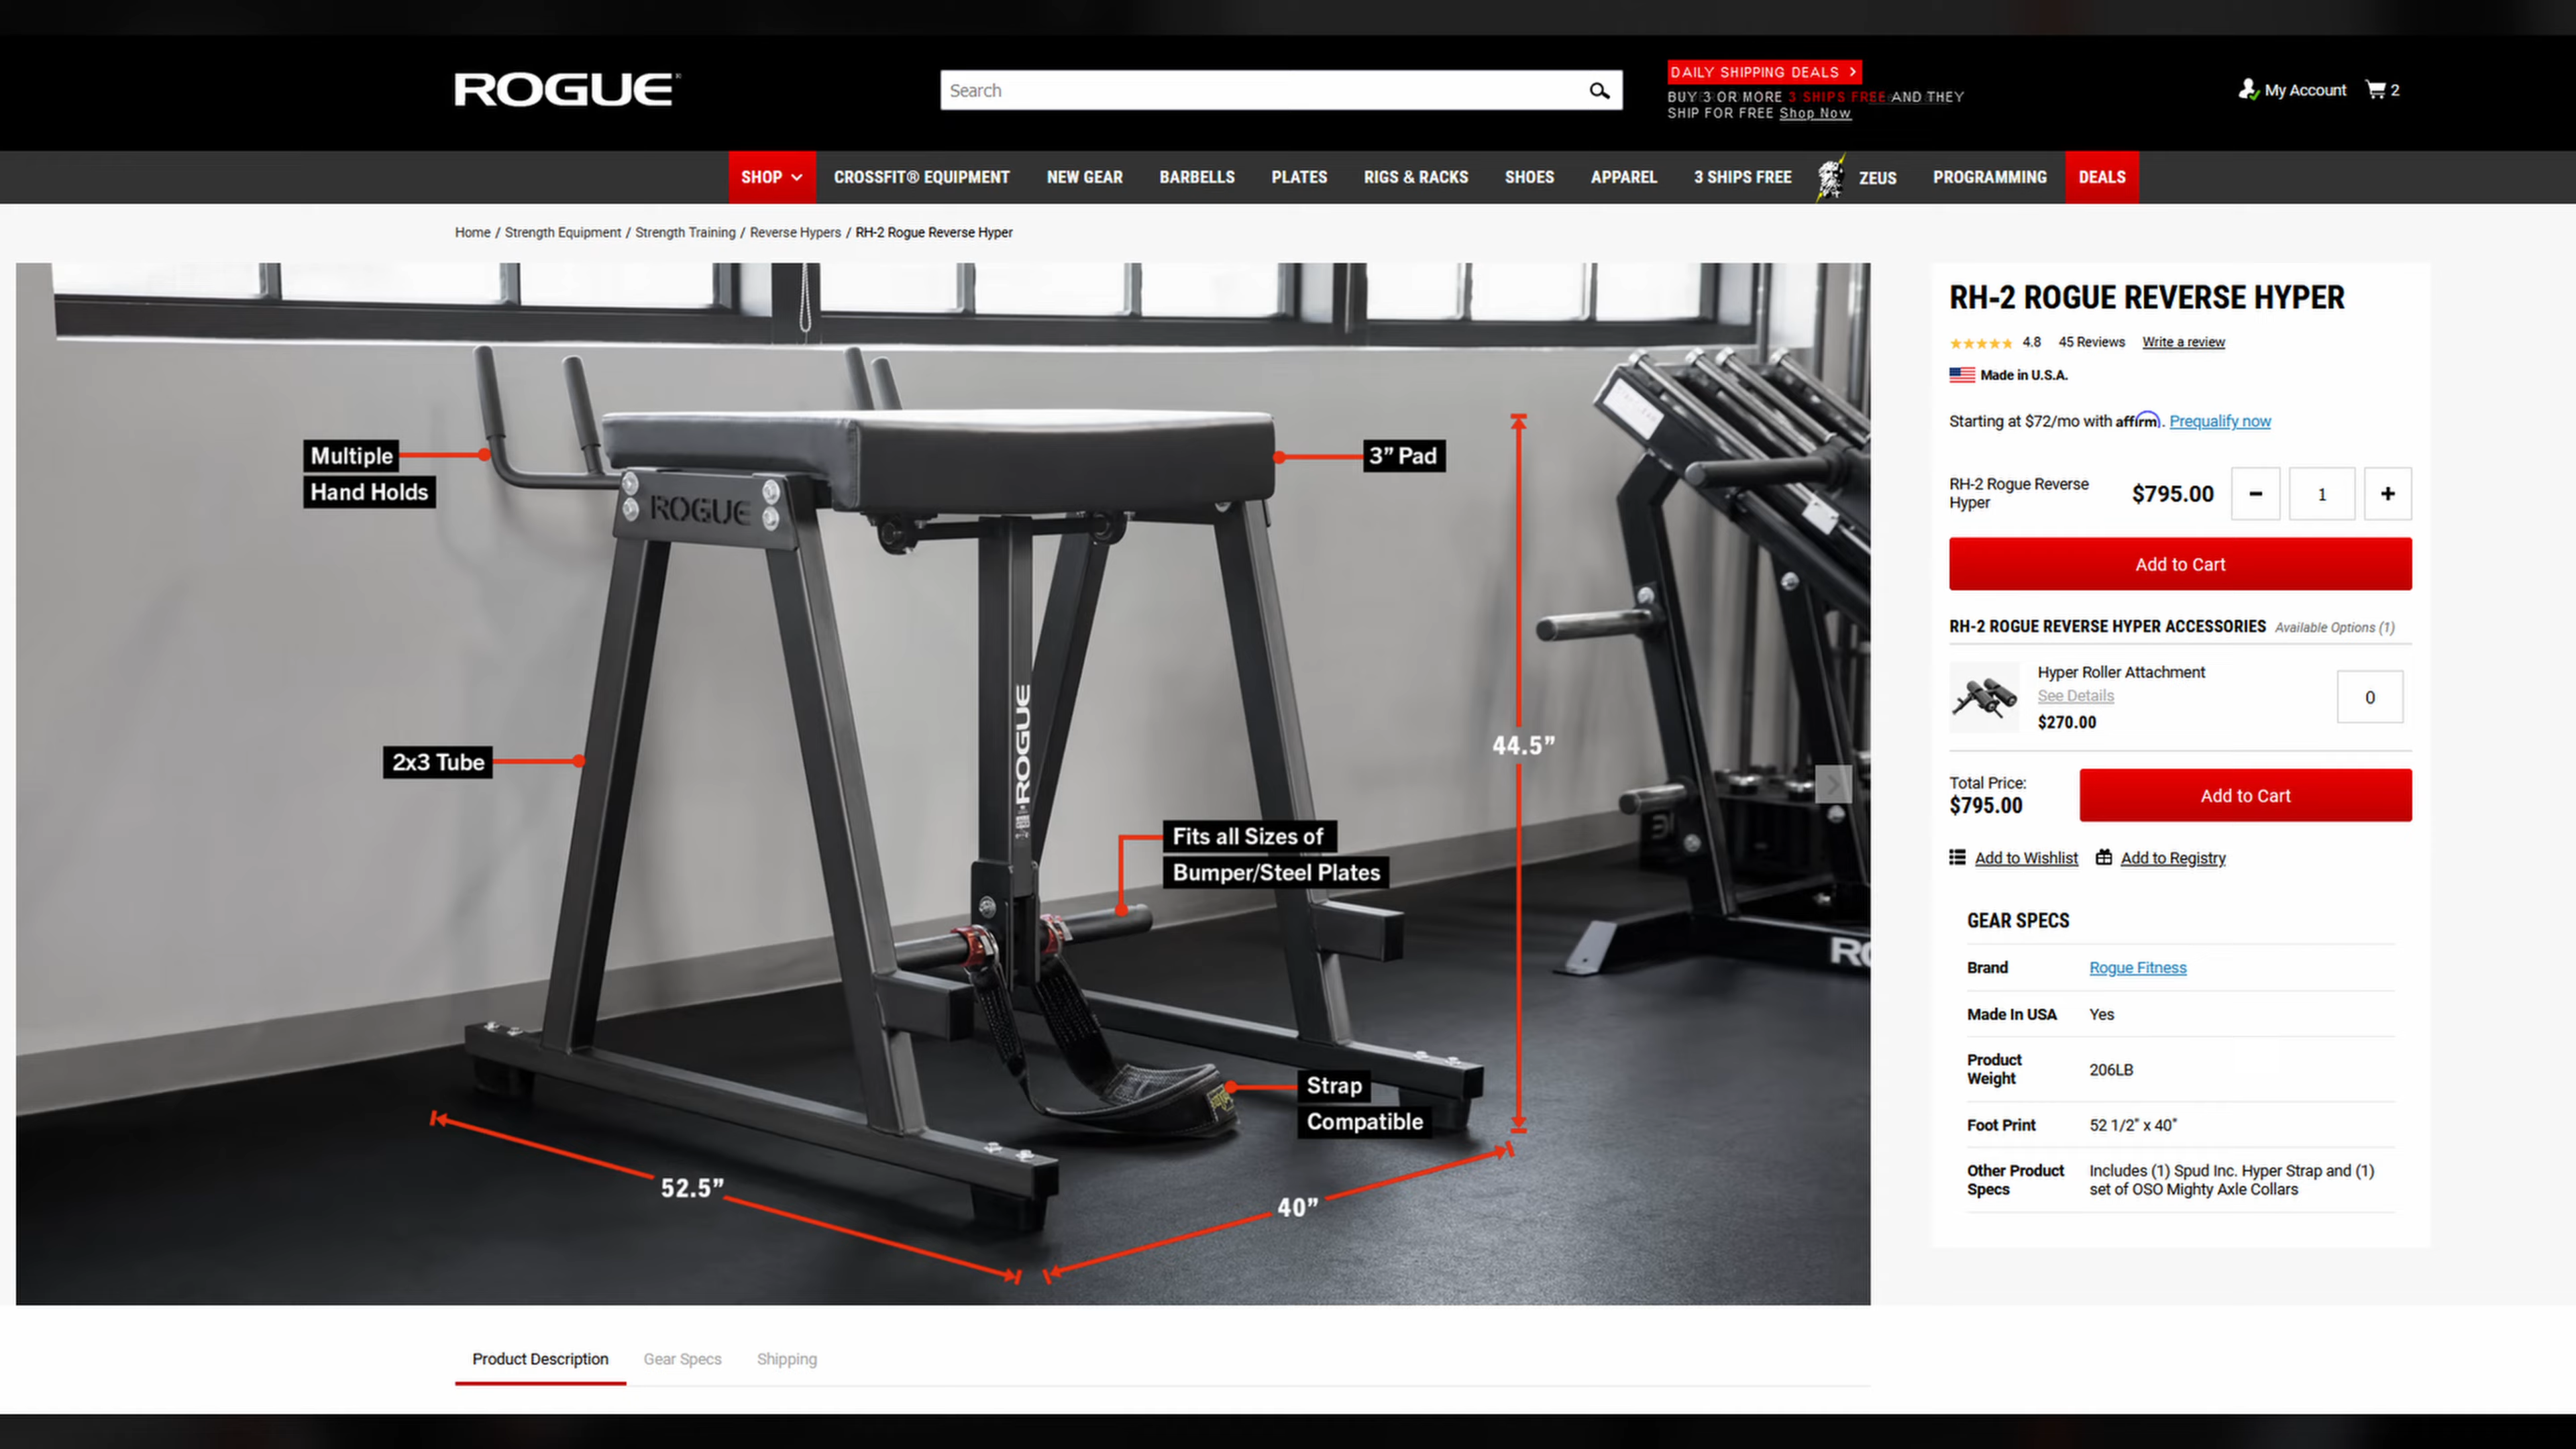 ROGUE
Search
DAILY SHIPPING DEALS >
BUY 3 OR MORE 3 SHIPS FREE AND THEY
SHIP FOR FREE Shop Now
My Account
2
SHOP
CROSSFIT® EQUIPMENT
NEW GEAR
BARBELLS
PLATES
RIGS & RACKS
SHOES
APPAREL
3 SHIPS FREE
ZEUS
PROGRAMMING
DEALS
Home / Strength Equipment / Strength Training / Reverse Hypers / RH-2 Rogue Reverse Hyper
Multiple
Hand Holds
3” Pad
ROGUE
2x3 Tube
ROGUE
44.5”
Fits all Sizes of
Bumper/Steel Plates
Strap
Compatible
52.5”
40”
RH-2 ROGUE REVERSE HYPER
4.8 45 Reviews Write a review
Made in U.S.A.
Starting at $72/mo with affirm. Prequalify now
RH-2 Rogue Reverse
Hyper
$795.00
-
1
+
Add to Cart
RH-2 ROGUE REVERSE HYPER ACCESSORIES Available Options (1)
Hyper Roller Attachment
See Details
$270.00
0
Total Price:
$795.00
Add to Cart
Add to Wishlist
Add to Registry
GEAR SPECS
Brand Rogue Fitness
Made In USA Yes
Product
Weight
206LB
Foot Print 52 1/2" x 40"
Other Product
Specs
Includes (1) Spud Inc. Hyper Strap and (1)
set of OSO Mighty Axle Collars
Product Description
Gear Specs
Shipping